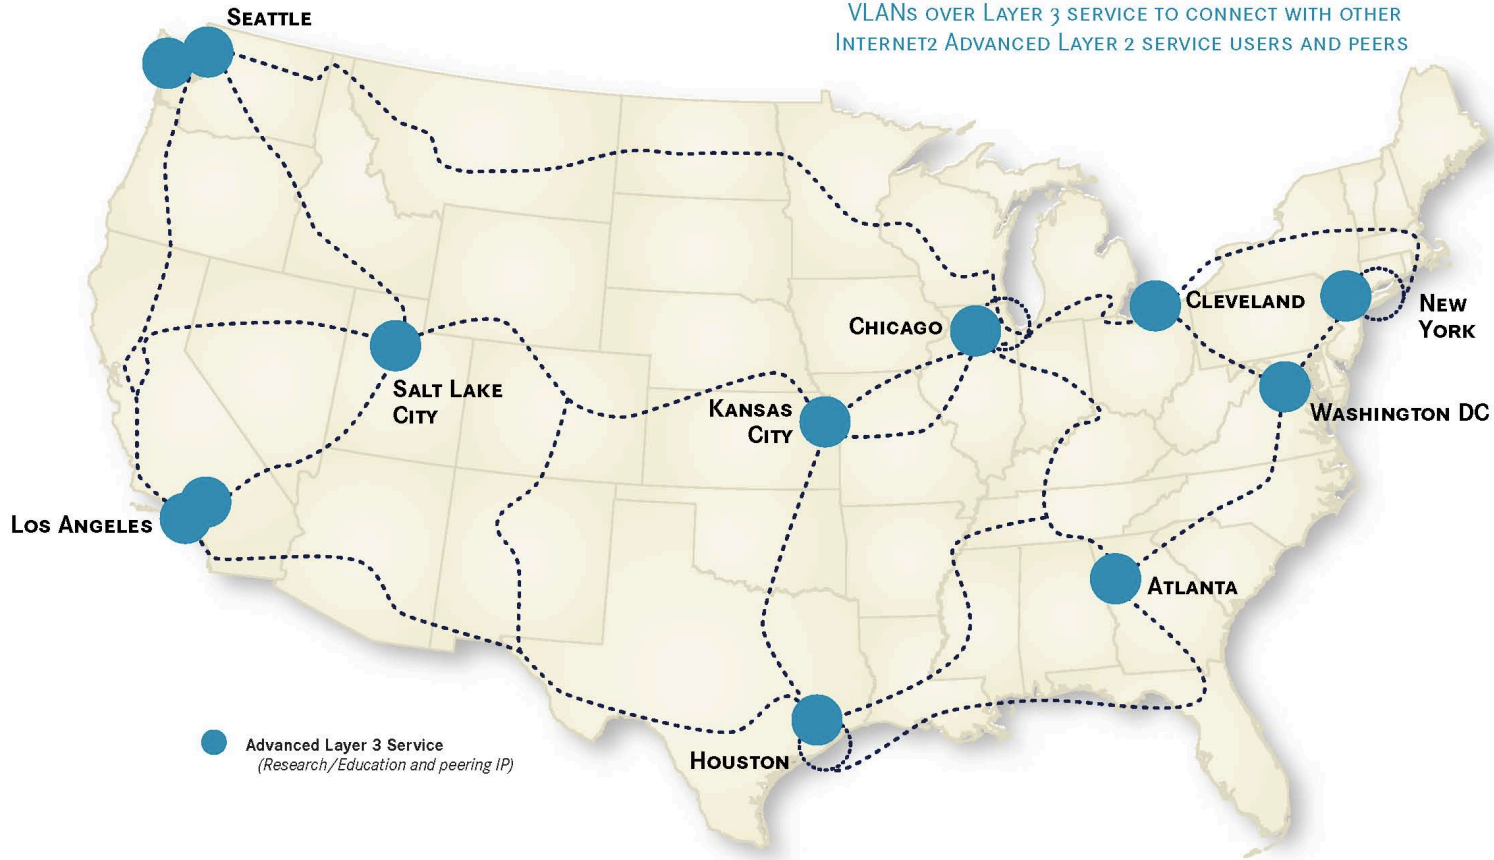 Seattle
VLANs over Layer 3 service to connect with other
Internet2 Advanced Layer 2 service users and peers
Cleveland
New
York
Chicago
Salt Lake
City
Kansas
City
Washington DC
Los Angeles
Atlanta
Houston
Advanced Layer 3 Service
(Research/Education and peering IP)